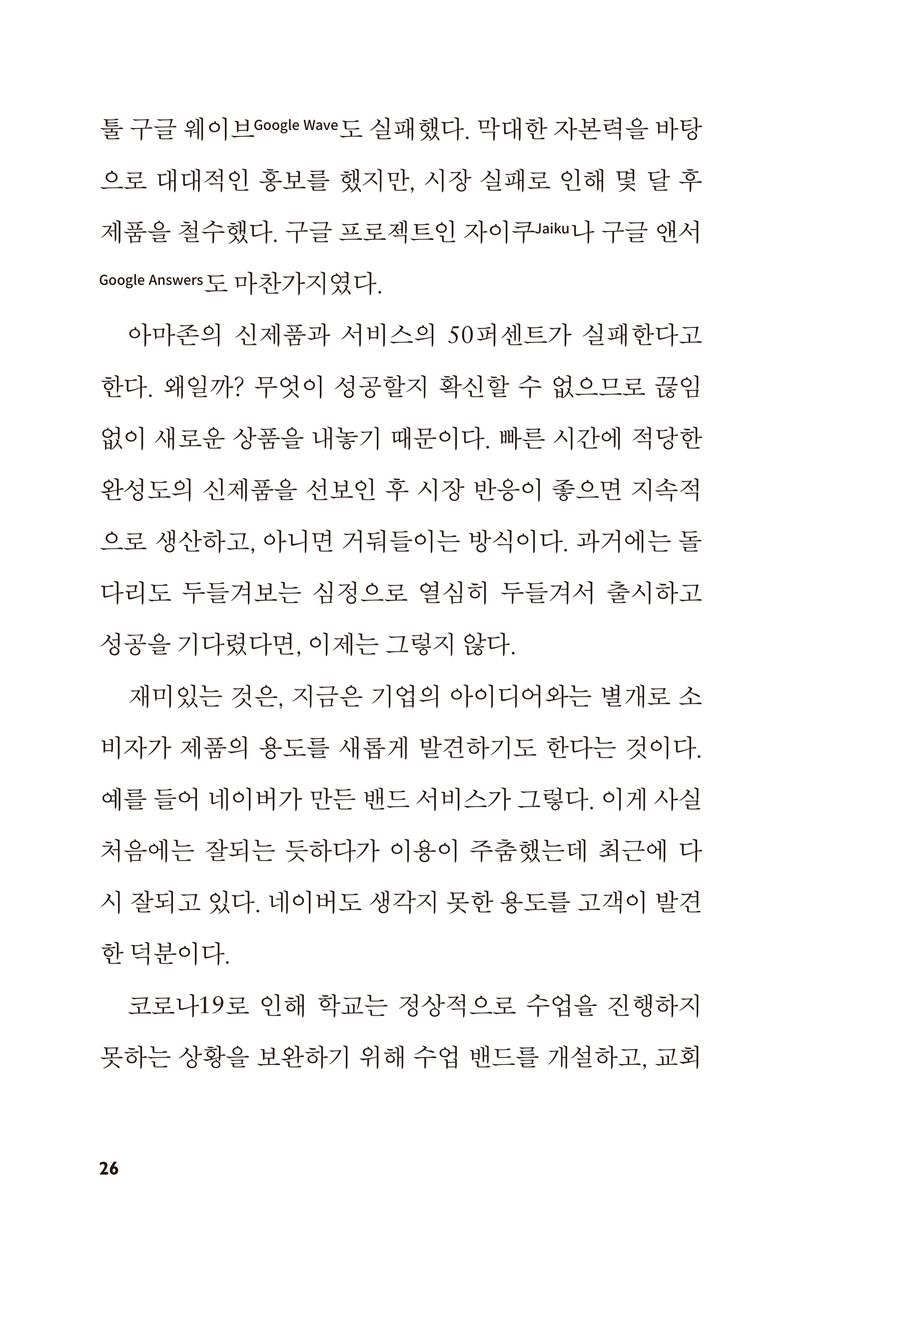 툴 구글 웨이브Google Wave도 실패했다. 막대한 자본력을 바탕
으로 대대적인 홍보를 했지만, 시장 실패로 인해 몇 달 후
제품을 철수했다. 구글 프로젝트인 자이쿠Jaiku나 구글 앤서
Google Answers도 마찬가지였다.
아마존의 신제품과 서비스의 50퍼센트가 실패한다고
한다. 왜일까? 무엇이 성공할지 확신할 수 없으므로 끊임
없이 새로운 상품을 내놓기 때문이다. 빠른 시간에 적당한
완성도의 신제품을 선보인 후 시장 반응이 좋으면 지속적
으로 생산하고, 아니면 거둬들이는 방식이다. 과거에는 돌
다리도 두들겨보는 심정으로 열심히 두들겨서 출시하고
성공을 기다렸다면, 이제는 그렇지 않다.
재미있는 것은, 지금은 기업의 아이디어와는 별개로 소
비자가 제품의 용도를 새롭게 발견하기도 한다는 것이다.
예를 들어 네이버가 만든 밴드 서비스가 그렇다. 이게 사실
처음에는 잘되는 듯하다가 이용이 주춤했는데 최근에 다
시 잘되고 있다. 네이버도 생각지 못한 용도를 고객이 발견
한 덕분이다.
코로나19로 인해 학교는 정상적으로 수업을 진행하지
못하는 상황을 보완하기 위해 수업 밴드를 개설하고, 교회
26